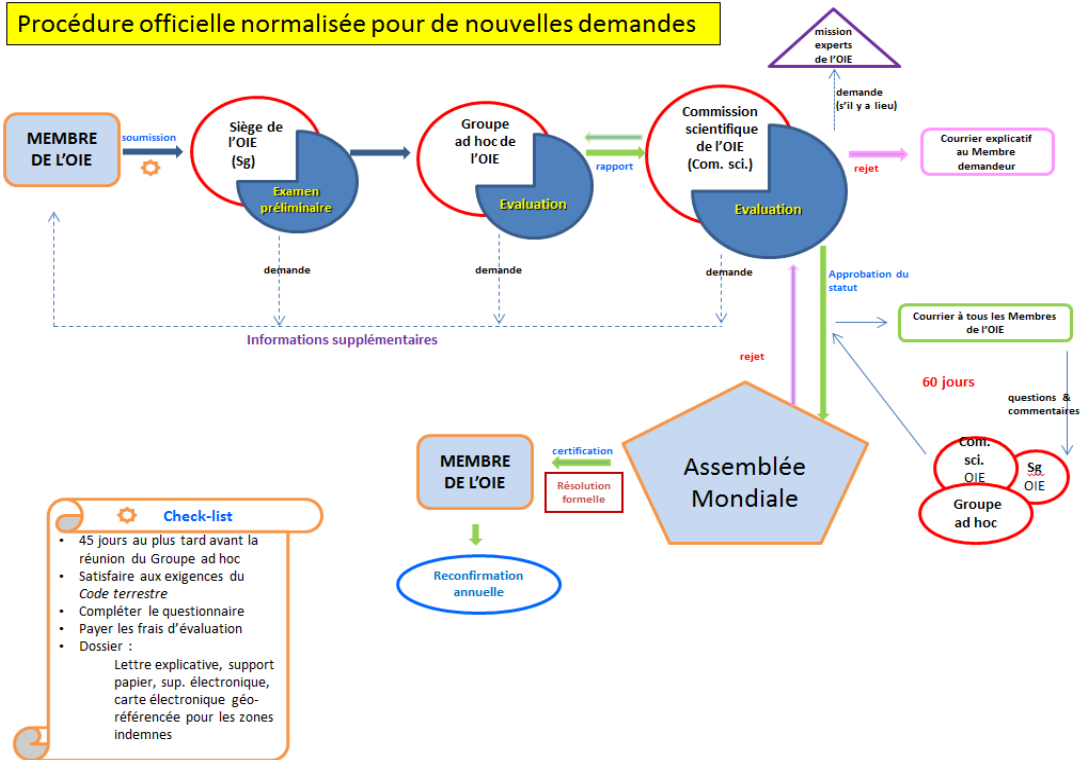 Procédure officielle normalisée pour de nouvelles demandes
mission
experts
de l'OIE
demande
(s'il y a lieu)
MEMBRE
DE L'OIE
soumission
Siège de
l'OIE
(Sg)
Examen
préliminaire
Groupe
ad hoc de
l'OIE
Evaluation
rapport
Commission
scientifique
de l'OIE
(Com. sci.)
Evaluation
rejet
Courrier explicatif
au Membre
demandeur
demande
demande
demande
Informations supplémentaires
Approbation du
statut
rejet
Courrier à tous les Membres
de l'OIE
60 jours
questions &
commentaires
Com.
sci.
OIE
Sg
OIE
Groupe
ad hoc
Assemblée
Mondiale
certification
Résolution
formelle
MEMBRE
DE L'OIE
Reconfirmation
annuelle
Check-list
• 45 jours au plus tard avant la
réunion du Groupe ad hoc
• Satisfaire aux exigences du
Code terrestre
• Compléter le questionnaire
• Payer les frais d'évaluation
• Dossier :
Lettre explicative, support
papier, sup. électronique,
carte électronique géo-
référencée pour les zones
indemnes